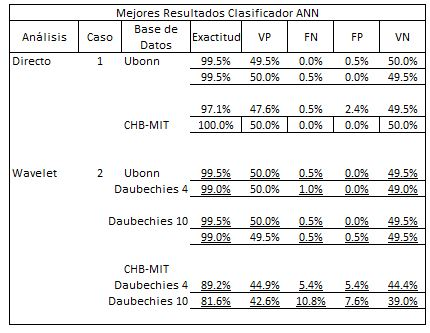 Mejores Resultados Clasificador ANN
Análisis Caso Base de Datos Exactitud VP FN FP VN
Directo 1 Ubonn 99.5% 49.5% 0.0% 0.5% 50.0%
99.5% 50.0% 0.5% 0.0% 49.5%
97.1% 47.6% 0.5% 2.4% 49.5%
CHB-MIT 100.0% 50.0% 0.0% 0.0% 50.0%
Wavelet 2 Ubonn 99.5% 50.0% 0.5% 0.0% 49.5%
Daubechies 4 99.0% 50.0% 1.0% 0.0% 49.0%
Daubechies 10 99.5% 50.0% 0.5% 0.0% 49.5%
99.0% 49.5% 0.5% 0.5% 49.5%
CHB-MIT
Daubechies 4 89.2% 44.9% 5.4% 5.4% 44.4%
Daubechies 10 81.6% 42.6% 10.8% 7.6% 39.0%